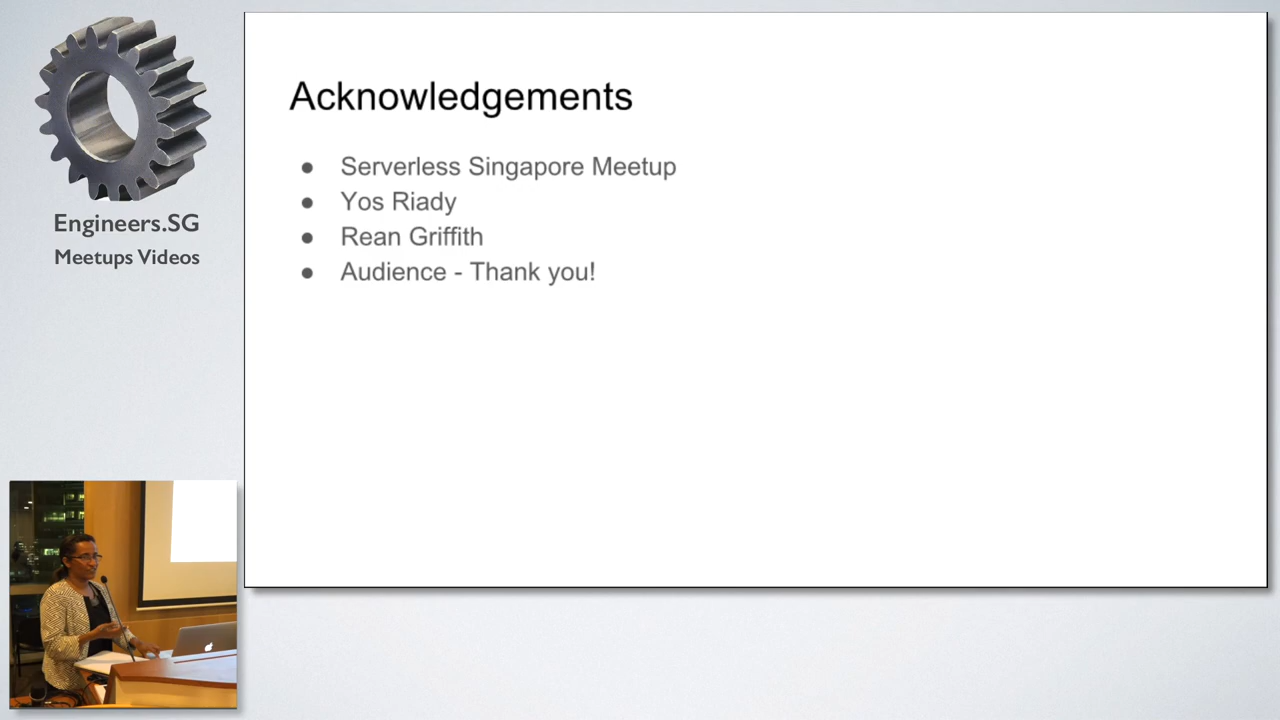 Engineers.SG
Meetups Videos
Acknowledgements
● Serverless Singapore Meetup
● Yos Riady
● Rean Griffith
● Audience - Thank you!